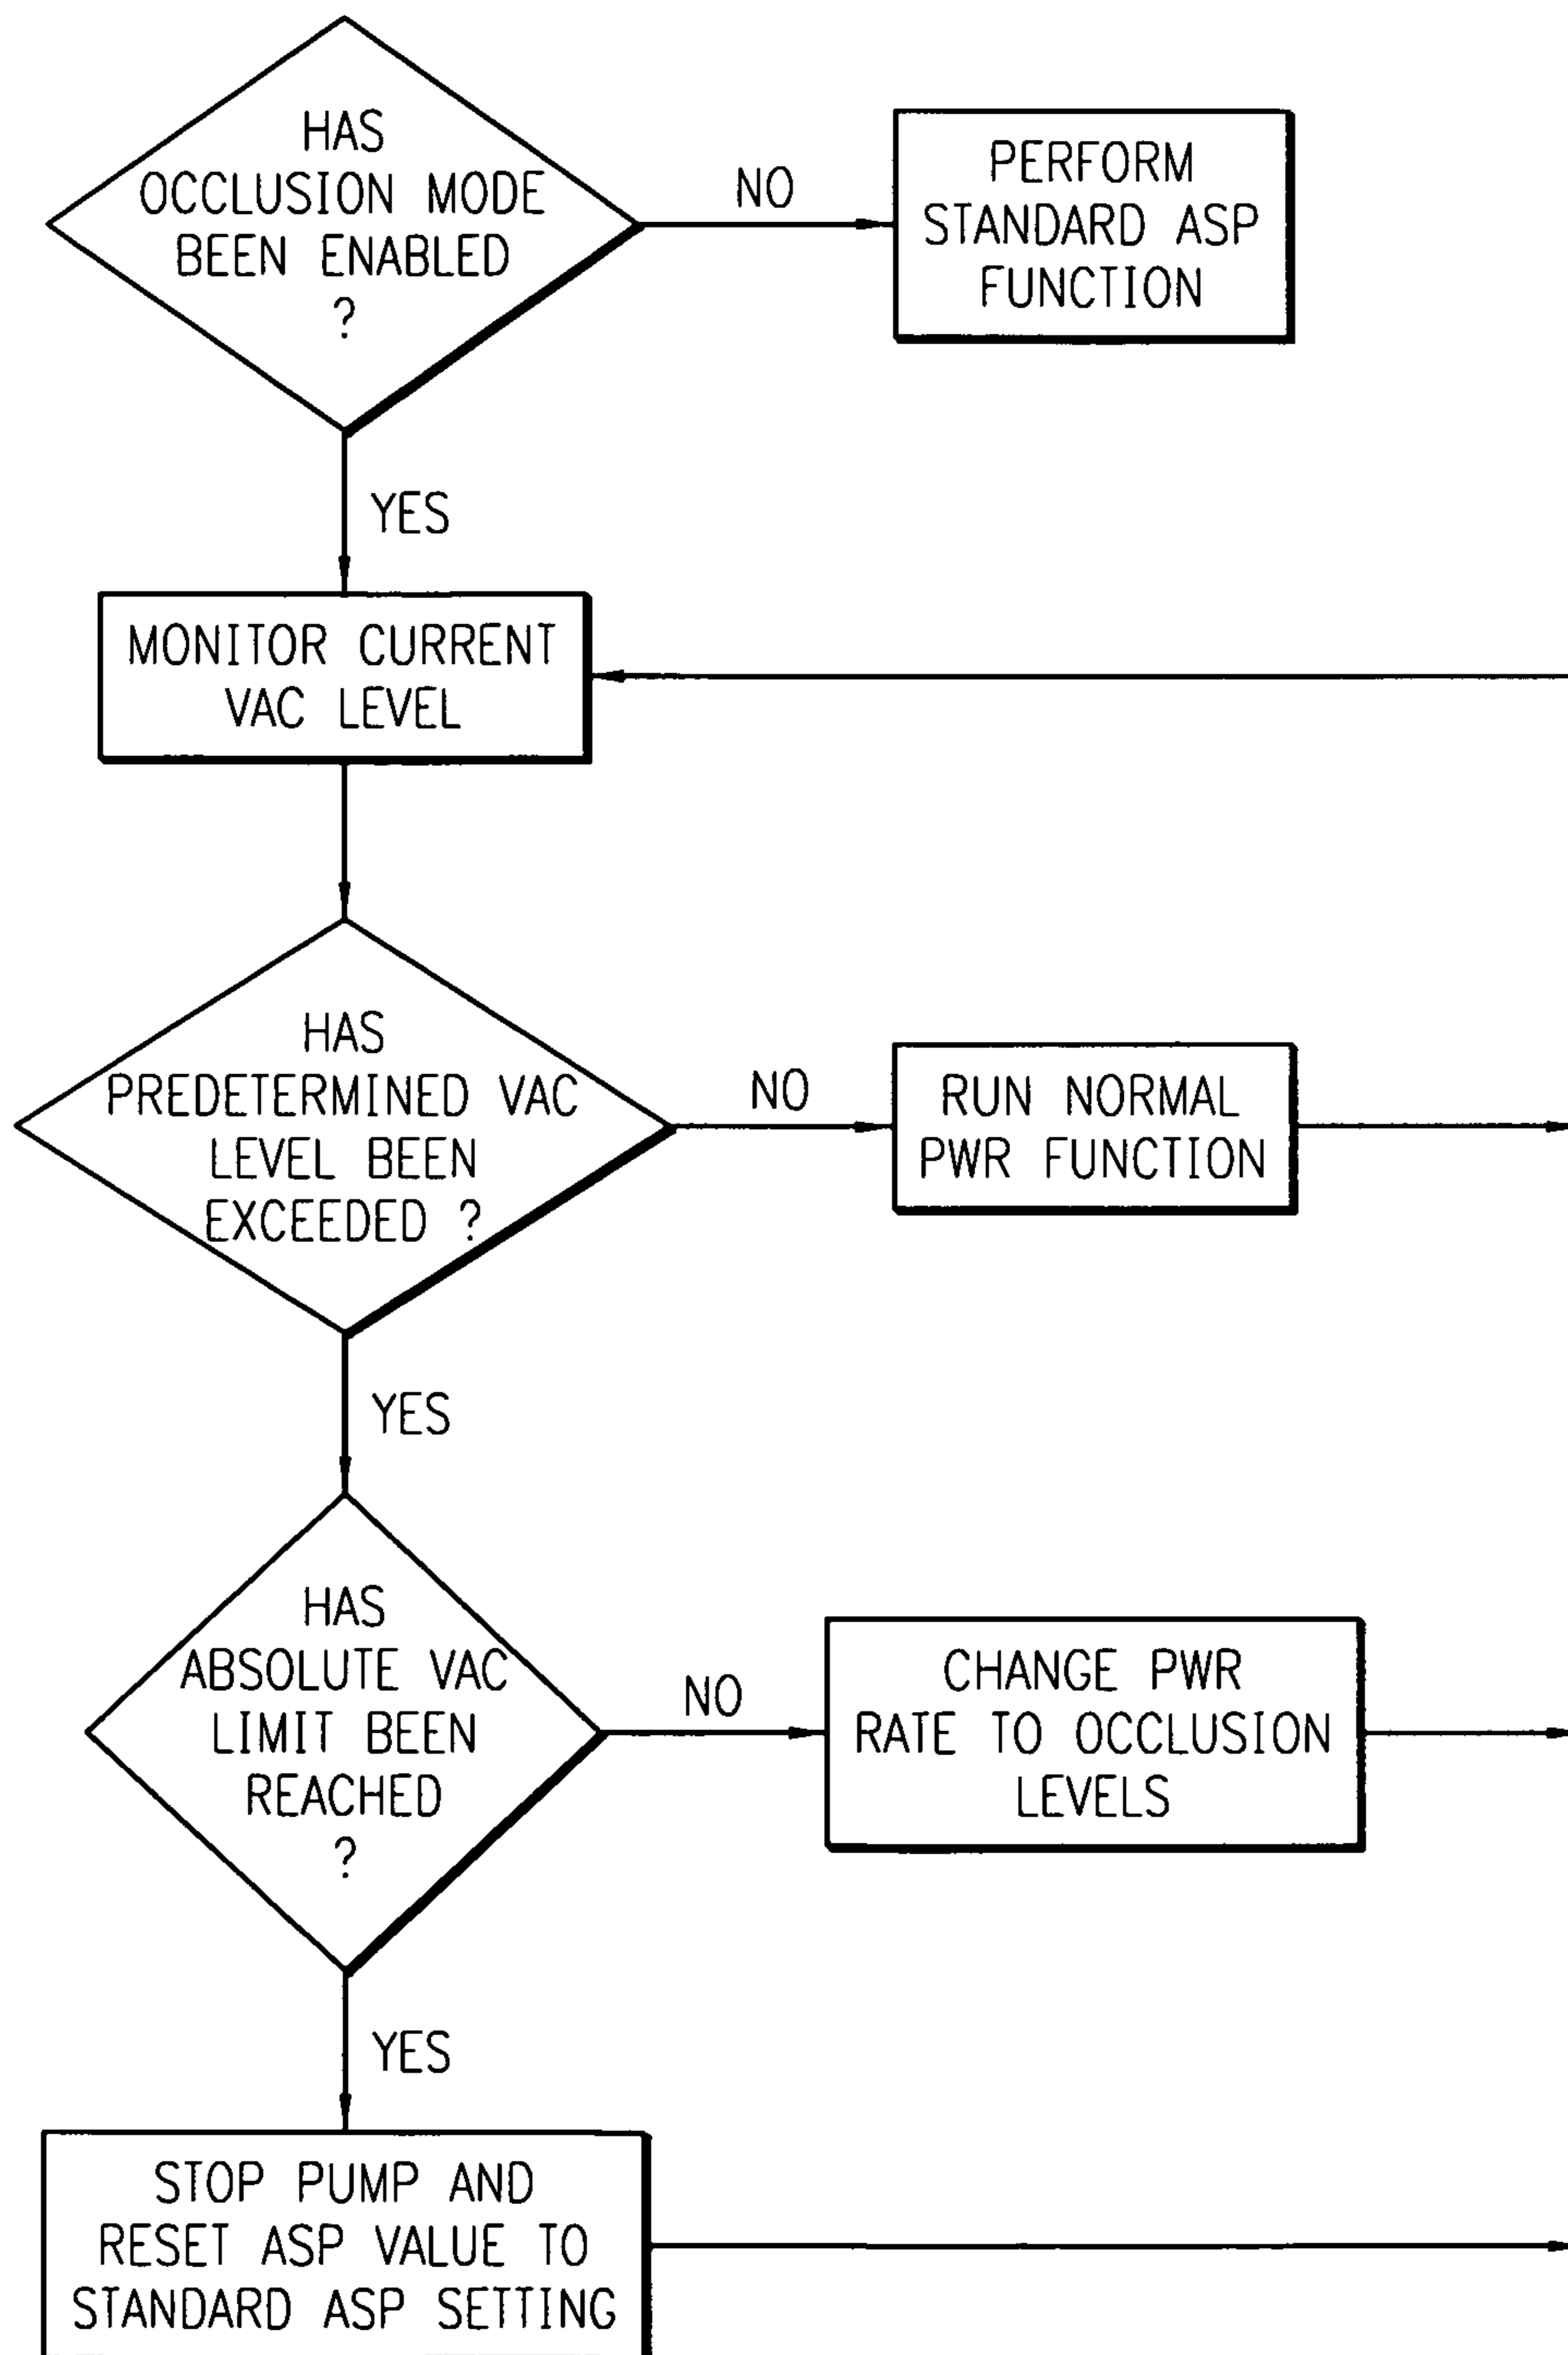 HAS
OCCLUSION MODE
BEEN ENABLED
?
NO
PERFORM
STANDARD ASP
FUNCTION
YES
MONITOR CURRENT
VAC LEVEL
HAS
PREDETERMINED VAC
LEVEL BEEN
EXCEEDED ?
NO
RUN NORMAL
PWR FUNCTION
YES
HAS
ABSOLUTE VAC
LIMIT BEEN
REACHED
?
NO
CHANGE PWR
RATE TO OCCLUSION
LEVELS
YES
STOP PUMP AND
RESET ASP VALUE TO
STANDARD ASP SETTING